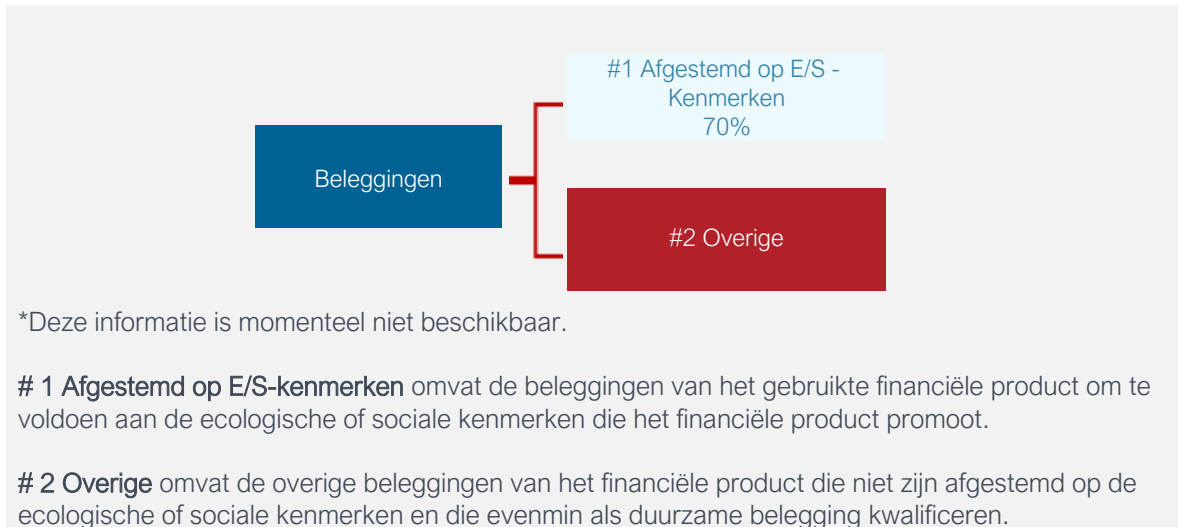 #1 Afgestemd op E/S -
Kenmerken
70%
Beleggingen
#2 Overige
*Deze informatie is momenteel niet beschikbaar.
# 1 Afgestemd op E/S-kenmerken omvat de beleggingen van het gebruikte financiële product om te
voldoen aan de ecologische of sociale kenmerken die het financiële product promoot.
# 2 Overige omvat de overige beleggingen van het financiële product die niet zijn afgestemd op de
ecologische of sociale kenmerken en die evenmin als duurzame belegging kwalificeren.